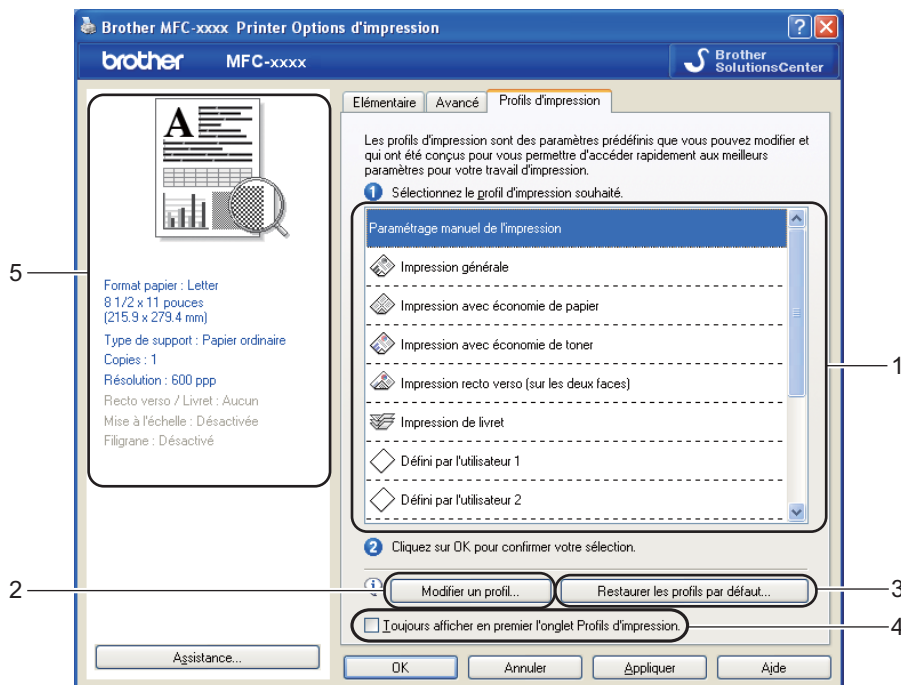 Brother MFC-xxxx Printer Options d'impression
brother MFC-xxxx
Brother
SolutionsCenter
A
Format papier : Letter
8 1/2 x 11 pouces
(215.9 x 279.4 mm)
Type de support : Papier ordinaire
Copies : 1
Résolution : 600 ppp
Recto verso / Livret : Aucun
Mise à l'échelle : Désactivée
Filigrane : Désactivé
5
Assistance...
Elémentaire Avancé Profils d'impression
Les profils d'impression sont des paramètres prédéfinis que vous pouvez modifier et
qui ont été conçus pour vous permettre d'accéder rapidement aux meilleurs
paramètres pour votre travail d'impression.
1 Sélectionnez le profil d'impression souhaité.
Paramétrage manuel de l'impression
Impression générale
Impression avec économie de papier
Impression avec économie de toner
Impression recto verso (sur les deux faces)
Impression de livret
Défini par l'utilisateur 1
Défini par l'utilisateur 2
1
2 Cliquez sur OK pour confirmer votre sélection.
2
Modifier un profil... Restaurer les profils par défaut...
3
Toujours afficher en premier l'onglet Profils d'impression.
4
OK Annuler Appliquer Aide